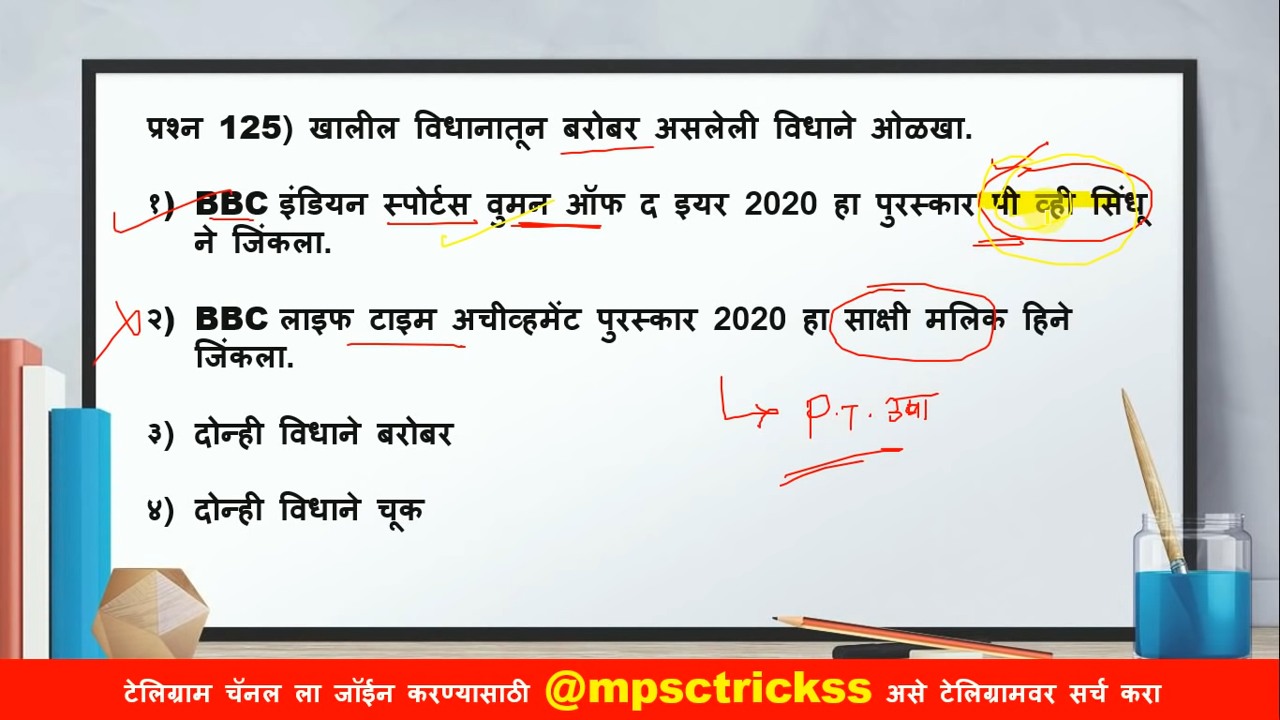 प्रश्न 125) खालील विधानातून बरोबर असलेली विधाने ओळखा.
१) BBC इंडियन स्पोर्टस वुमन ऑफ द इयर 2020 हा पुरस्कार पी व्ही सिंधू
ने जिंकला.
२) BBC लाइफ टाइम अचीव्हमेंट पुरस्कार 2020 हा साक्षी मलिक हिने
जिंकला.
P.T. उषा
३) दोन्ही विधाने बरोबर
४) दोन्ही विधाने चूक
टेलिग्राम चॅनल ला जॉईन करण्यासाठी @mpsctrickss असे टेलिग्रामवर सर्च करा